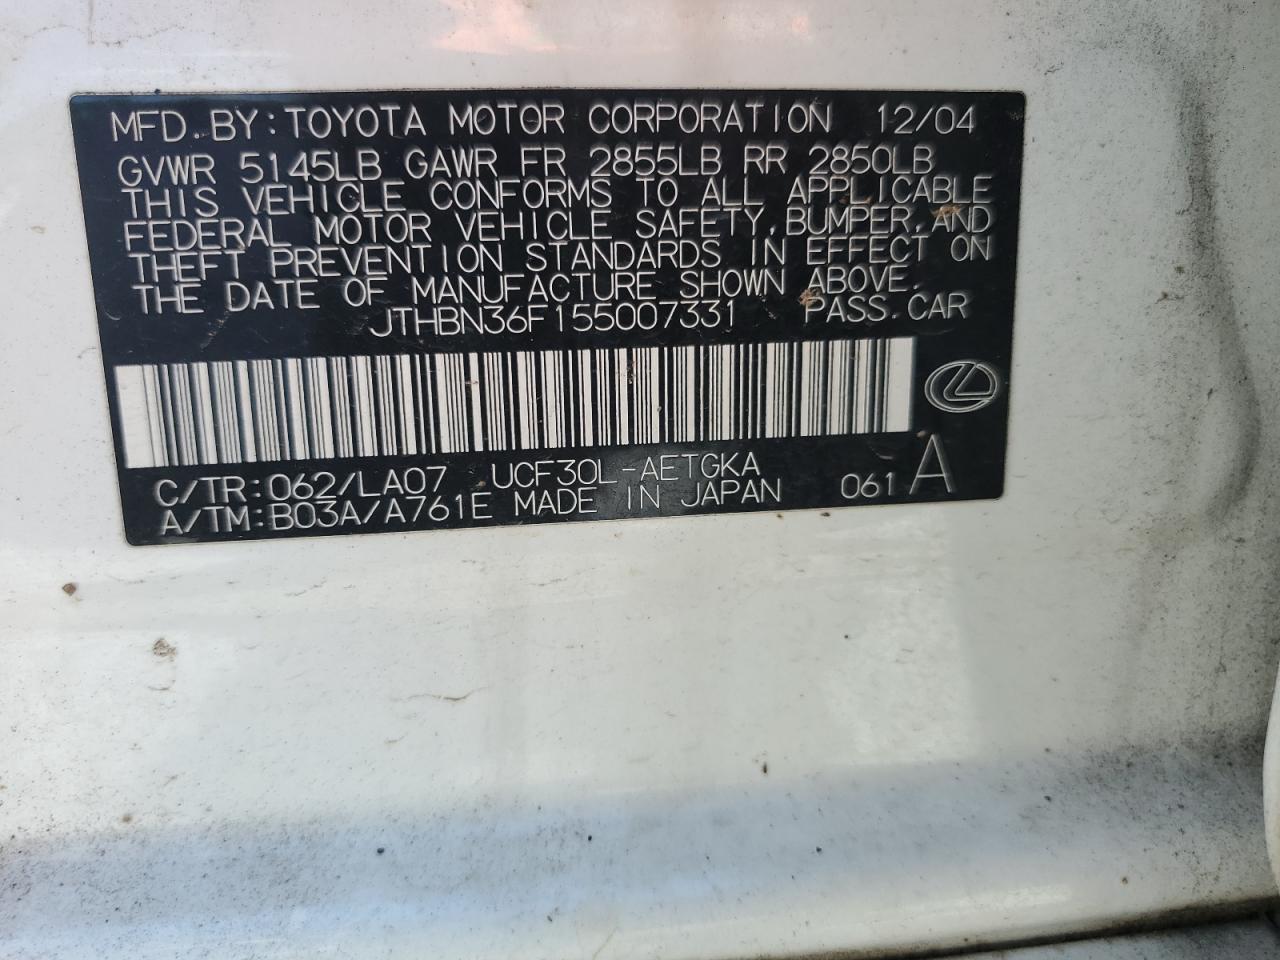 MFD. BY: TOYOTA MOTOR CORPORATION 12/04
GVWR 5145LB GAWR FR 2855LB RR 2850LB
THIS VEHICLE CONFORMS TO ALL APPLICABLE
FEDERAL MOTOR VEHICLE SAFETY, BUMPER, AND
THEFT PREVENTION STANDARDS IN EFFECT ON
THE DATE OF MANUFACTURE SHOWN ABOVE.
JTHBN36F155007331 PASS. CAR
C/TR: 062/LA07 UCF30L-AETGKA
A/TM: B03A/A761E MADE IN JAPAN 061 A